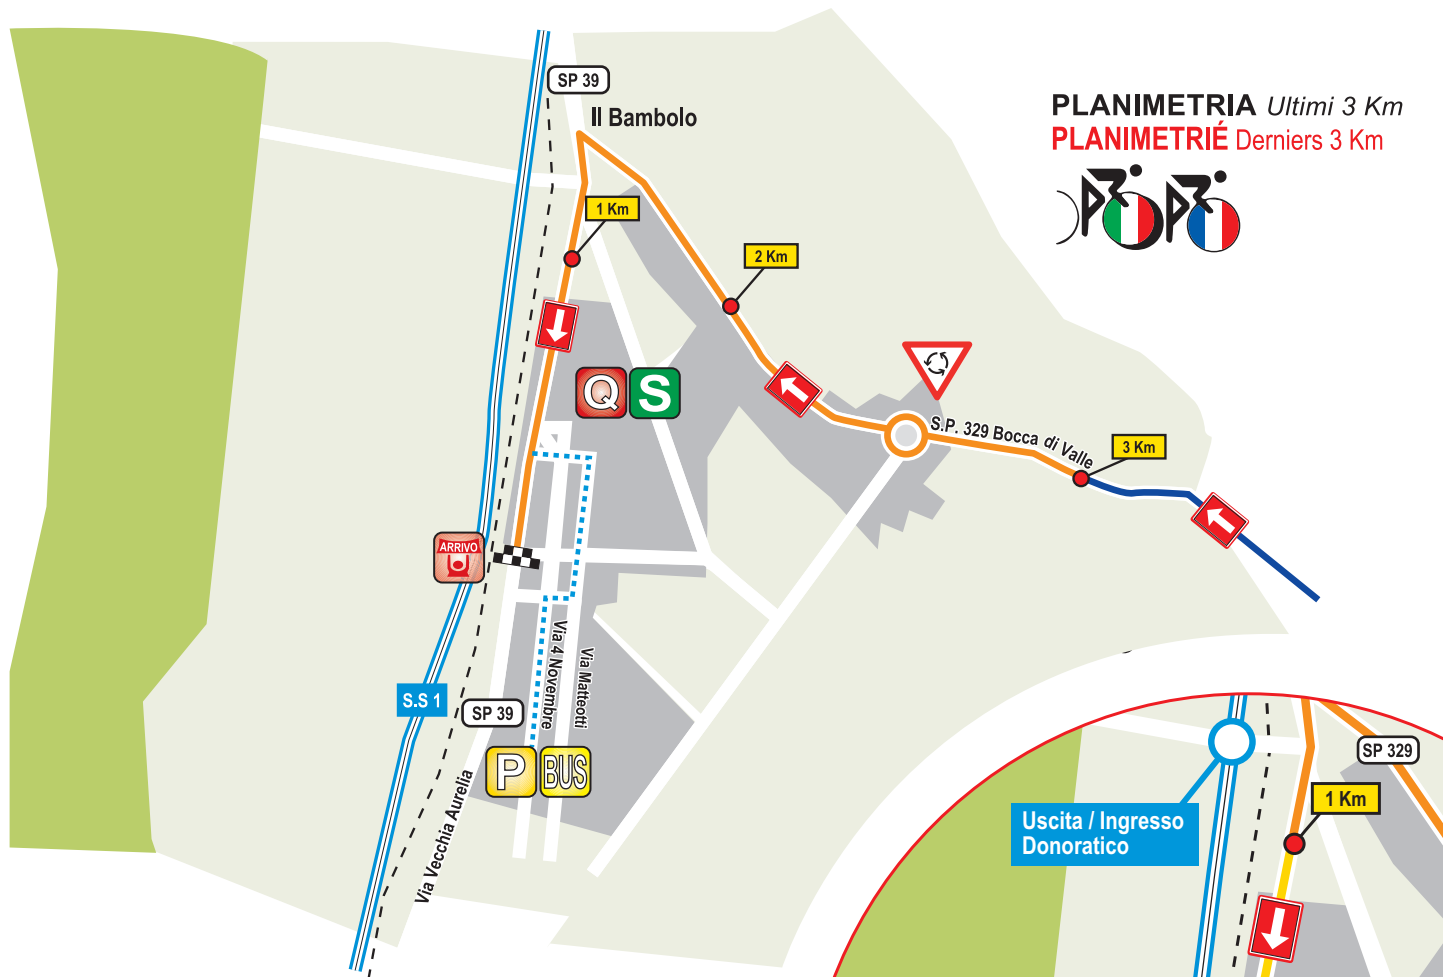 PLANIMETRIA Ultimi 3 Km
PLANIMETRIÉ Derniers 3 Km
SP 39
Il Bambolo
1 Km
2 Km
Q S
S.P. 329 Bocca di Valle
3 Km
ARRIVO
Via 4 Novembre
Via Matteotti
S.S 1
SP 39
P BUS
Via Vecchia Aurelia
SP 329
1 Km
Uscita / Ingresso
Donoratico